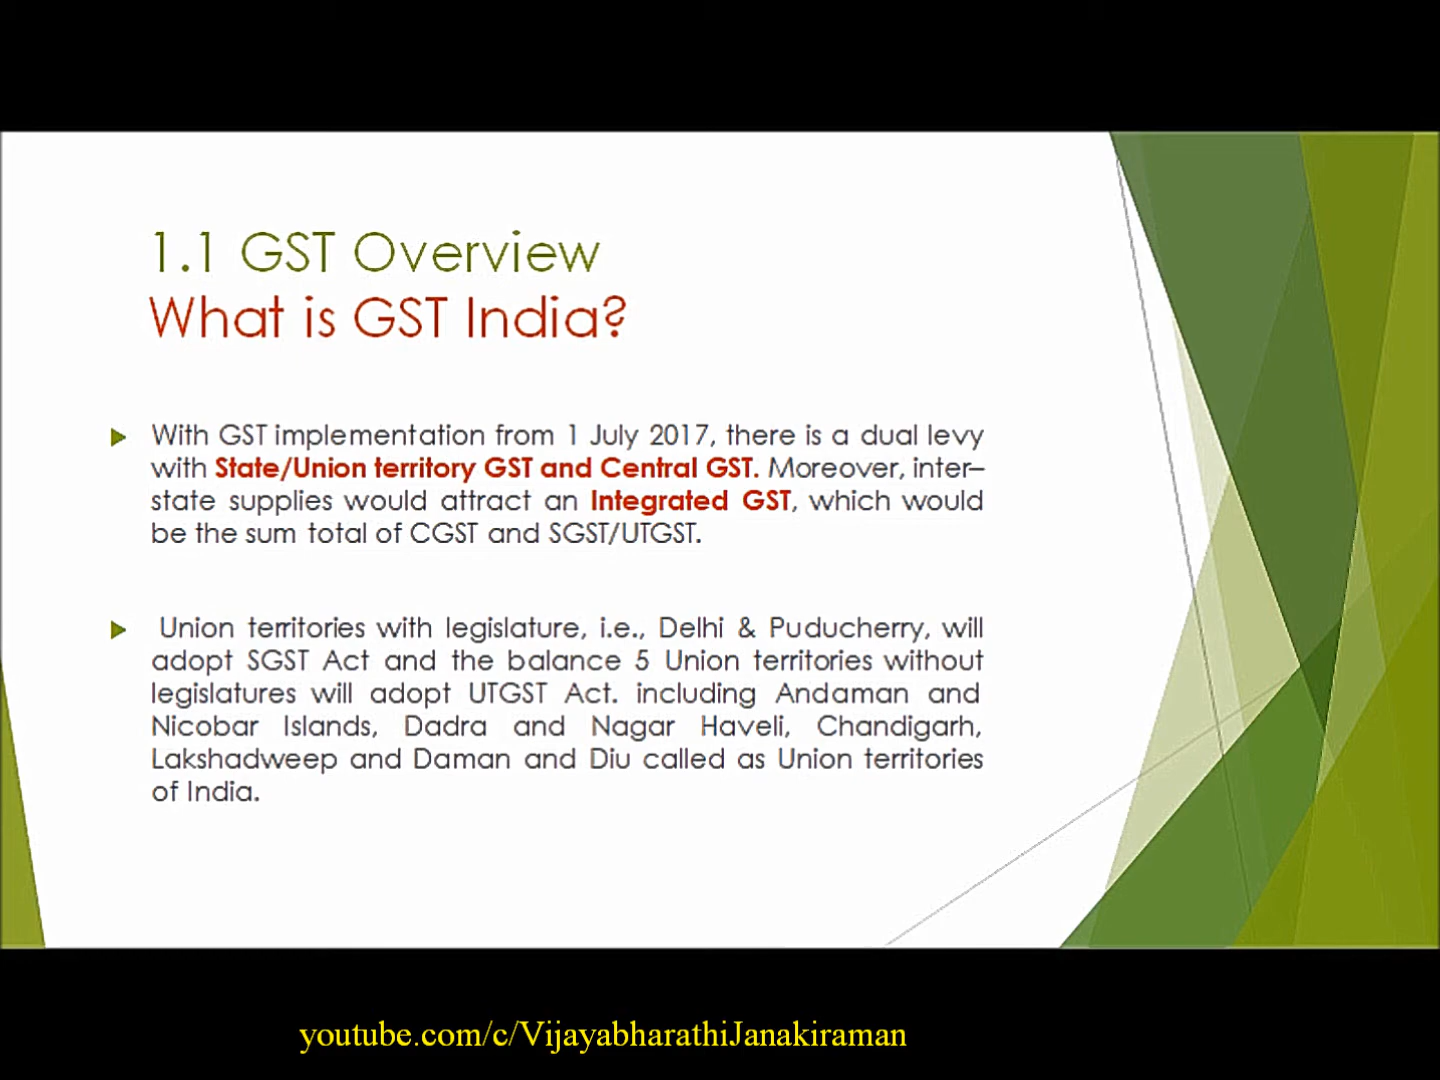 1.1 GST Overview
What is GST India?
With GST implementation from 1 July 2017, there is a dual levy
with State/Union territory GST and Central GST. Moreover, inter–
state supplies would attract an Integrated GST, which would
be the sum total of CGST and SGST/UTGST.
Union territories with legislature, i.e., Delhi & Puducherry, will
adopt SGST Act and the balance 5 Union territories without
legislatures will adopt UTGST Act. including Andaman and
Nicobar Islands, Dadra and Nagar Haveli, Chandigarh,
Lakshadweep and Daman and Diu called as Union territories
of India.
youtube.com/c/VijayabharathiJanakiraman